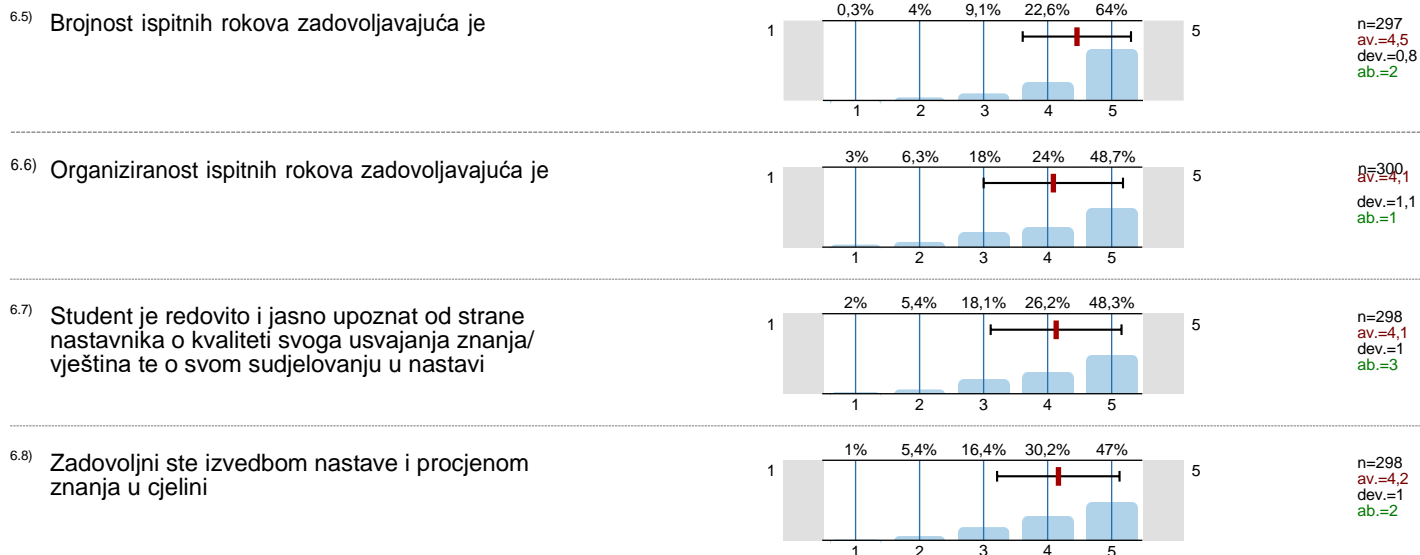 6.5) Brojnost ispitnih rokova zadovoljavajuća je
0,3% 4% 9,1% 22,6% 64%
1 5
1 2 3 4 5
n=297
av.=4,5
dev.=0,8
ab.=2
6.6) Organiziranost ispitnih rokova zadovoljavajuća je
3% 6,3% 18% 24% 48,7%
1 5
1 2 3 4 5
n=300
av.=4,1
dev.=1,1
ab.=1
6.7) Student je redovito i jasno upoznat od strane
nastavnika o kvaliteti svoga usvajanja znanja/
vještina te o svom sudjelovanju u nastavi
2% 5,4% 18,1% 26,2% 48,3%
1 5
1 2 3 4 5
n=298
av.=4,1
dev.=1
ab.=3
6.8) Zadovoljni ste izvedbom nastave i procjenom
znanja u cjelini
1% 5,4% 16,4% 30,2% 47%
1 5
1 2 3 4 5
n=298
av.=4,2
dev.=1
ab.=2